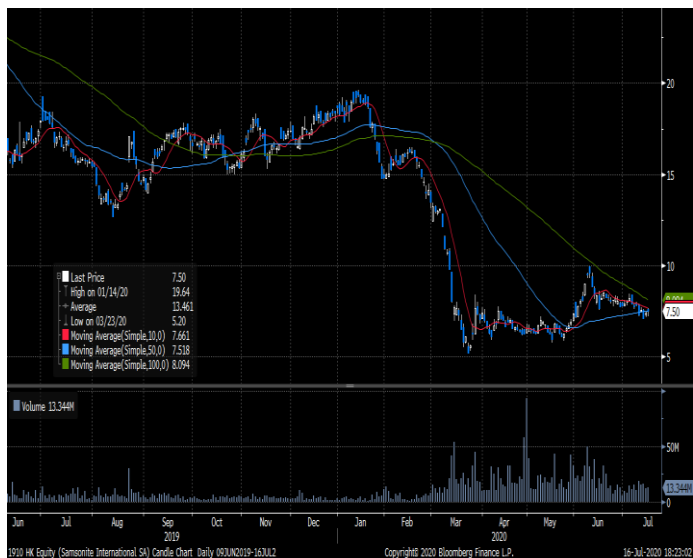 20
15
10
8.094
7.50
5
Last Price 7.50
High on 01/14/20 19.64
Average 13.461
Low on 03/23/20 5.20
Moving Average(Simple,10,0) 7.661
Moving Average(Simple,50,0) 7.518
Moving Average(Simple,100,0) 8.094
Volume 13.344M
50M
13.344M
0
Jun Jul Aug Sep Oct Nov Dec Jan Feb Mar Apr May Jun Jul
2019 2020
1910 HK Equity (Samsonite International SA) Candle Chart Daily 09JUN2019-16JUL2 Copyright© 2020 Bloomberg Finance L.P. 16-Jul-2020 18:23:02